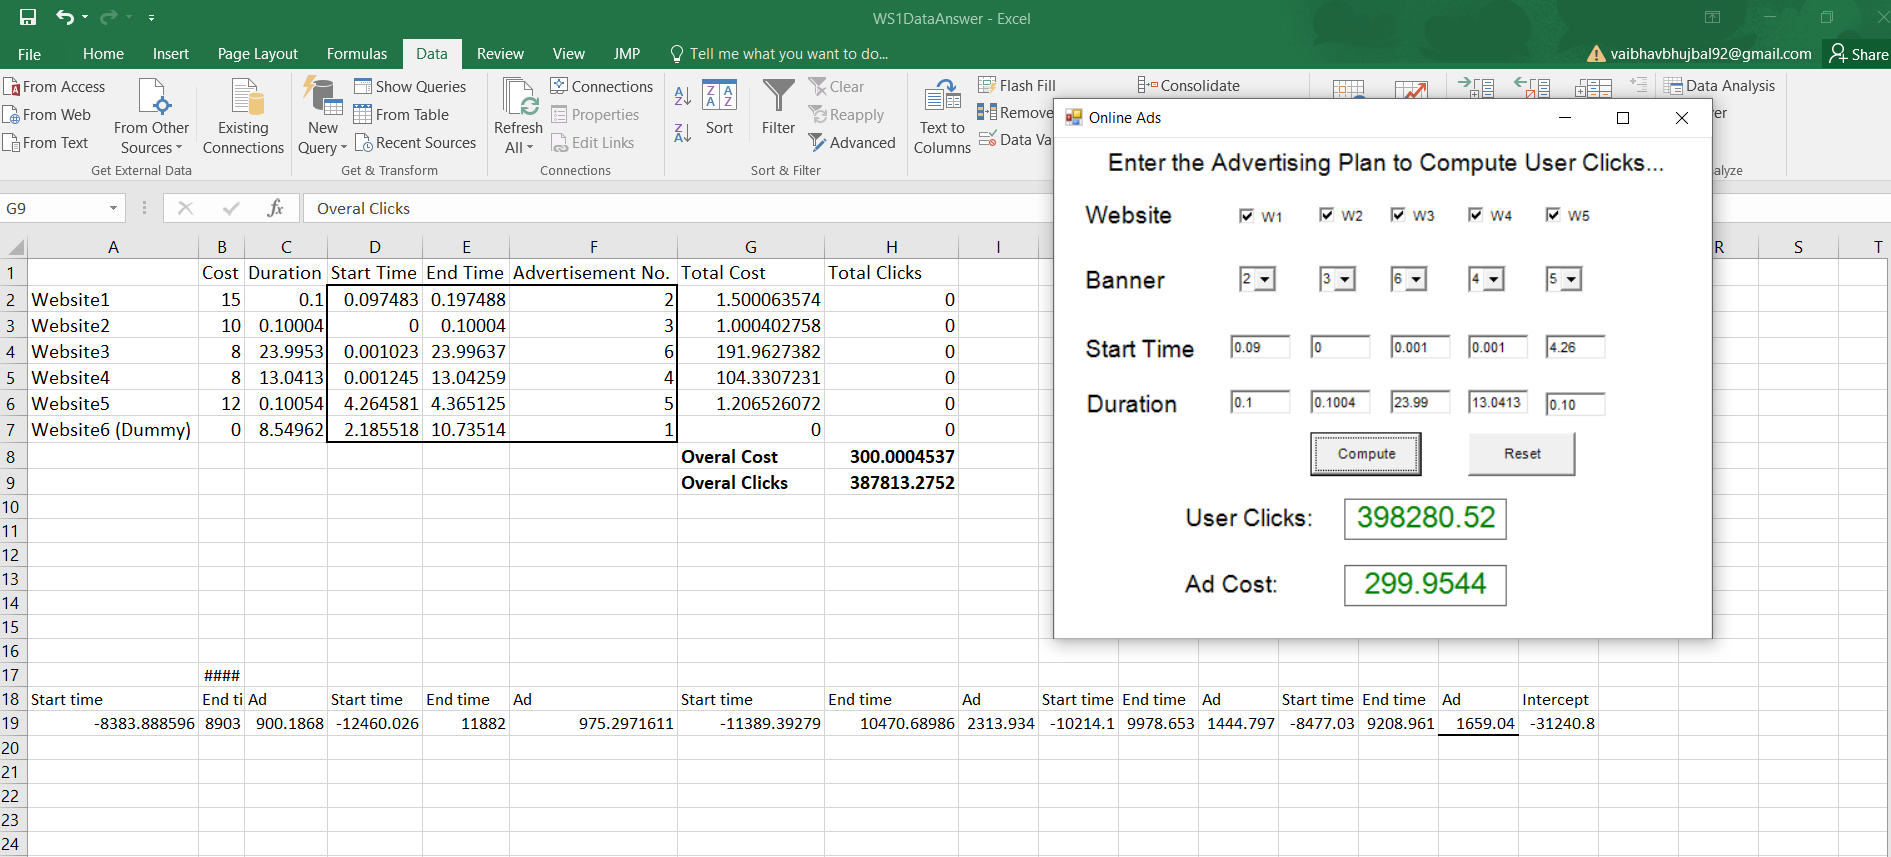 WS1DataAnswer - Excel
File Home Insert Page Layout Formulas Data Review View JMP Tell me what you want to do... vaibhavbhujbal92@gmail.com Share
From Access
From Web
From Text
From Other Sources
Existing Connections
Get External Data
New Query
Show Queries
From Table
Recent Sources
Get & Transform
Refresh All
Connections
Properties
Edit Links
Connections
Sort
Filter
Clear
Reapply
Advanced
Sort & Filter
Text to Columns
Flash Fill
Remove
Data Va
Consolidate
Data Analysis
ver
alyze
G9 fx Overal Clicks
A B C D E F G H I R S T
1 Cost Duration Start Time End Time Advertisement No. Total Cost Total Clicks
2 Website1 15 0.1 0.097483 0.197488 2 1.500063574 0
3 Website2 10 0.10004 0 0.10004 3 1.000402758 0
4 Website3 8 23.9953 0.001023 23.99637 6 191.9627382 0
5 Website4 8 13.0413 0.001245 13.04259 4 104.3307231 0
6 Website5 12 0.10054 4.264581 4.365125 5 1.206526072 0
7 Website6 (Dummy) 0 8.54962 2.185518 10.73514 1 0 0
8 Overal Cost 300.0004537
9 Overal Clicks 387813.2752
10
11
12
13
14
15
16
17 ####
18 Start time End ti Ad Start time End time Ad Start time End time Ad Start time End time Ad Start time End time Ad Intercept
19 -8383.888596 8903 900.1868 -12460.026 11882 975.2971611 -11389.39279 10470.68986 2313.934 -10214.1 9978.653 1444.797 -8477.03 9208.961 1659.04 -31240.8
20
21
22
23
24
Online Ads
Enter the Advertising Plan to Compute User Clicks...
Website W1 W2 W3 W4 W5
Banner 2 3 6 4 5
Start Time 0.09 0 0.001 0.001 4.26
Duration 0.1 0.1004 23.99 13.0413 0.10
Compute Reset
User Clicks: 398280.52
Ad Cost: 299.9544